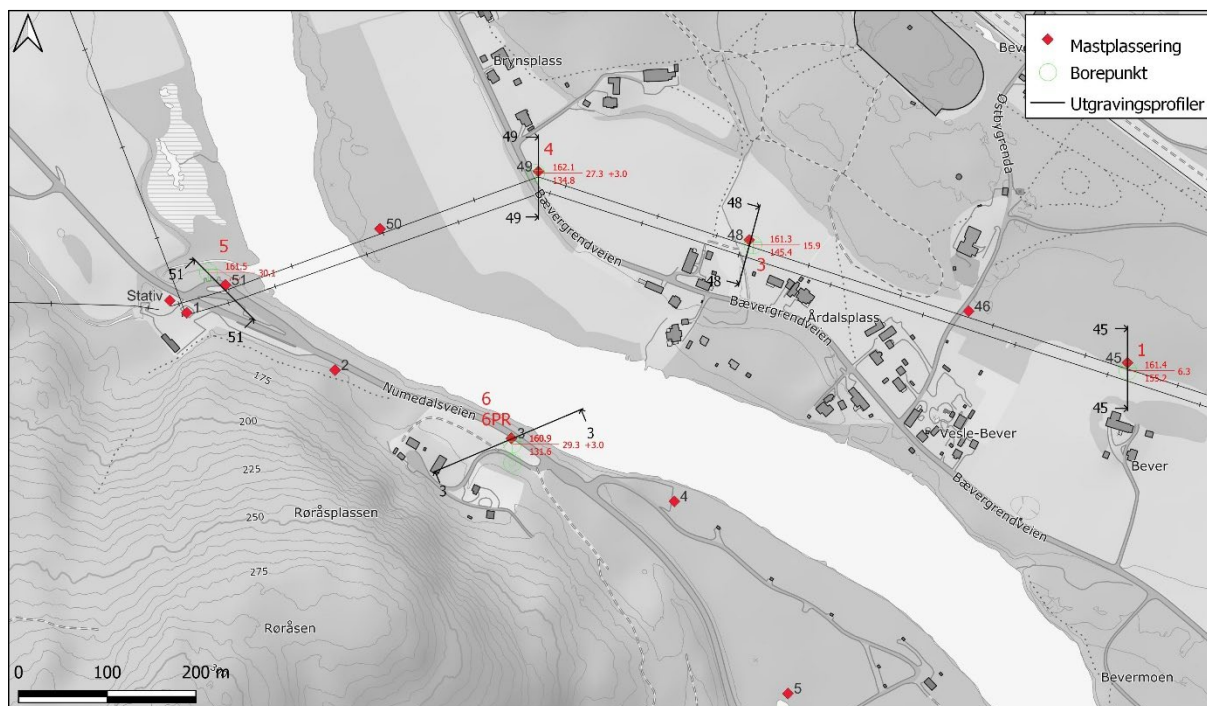 Mastplassering
Borepunkt
Utgravingsprofiler
Brynsplass
Østbygrenda
49
4
49
162.1
27.3 +3.0
134.8
49
Bævergrendveien
50
48
48
161.3
15.9
145.4
3
48
5
51
161.5
30.1
51
Stativ
1
51
Bævergrendveien
Årdalsplass
46
45
1
45
161.4
6.3
155.2
45
2
175
Numedalsveien
200
6
6PR
3
160.9
29.3 +3.0
131.6
3
3
225
250
Røråsplassen
275
Røråsen
4
Vesle-Bever
Bever
Bævergrendveien
Bevermoen
5
0
100
200 m